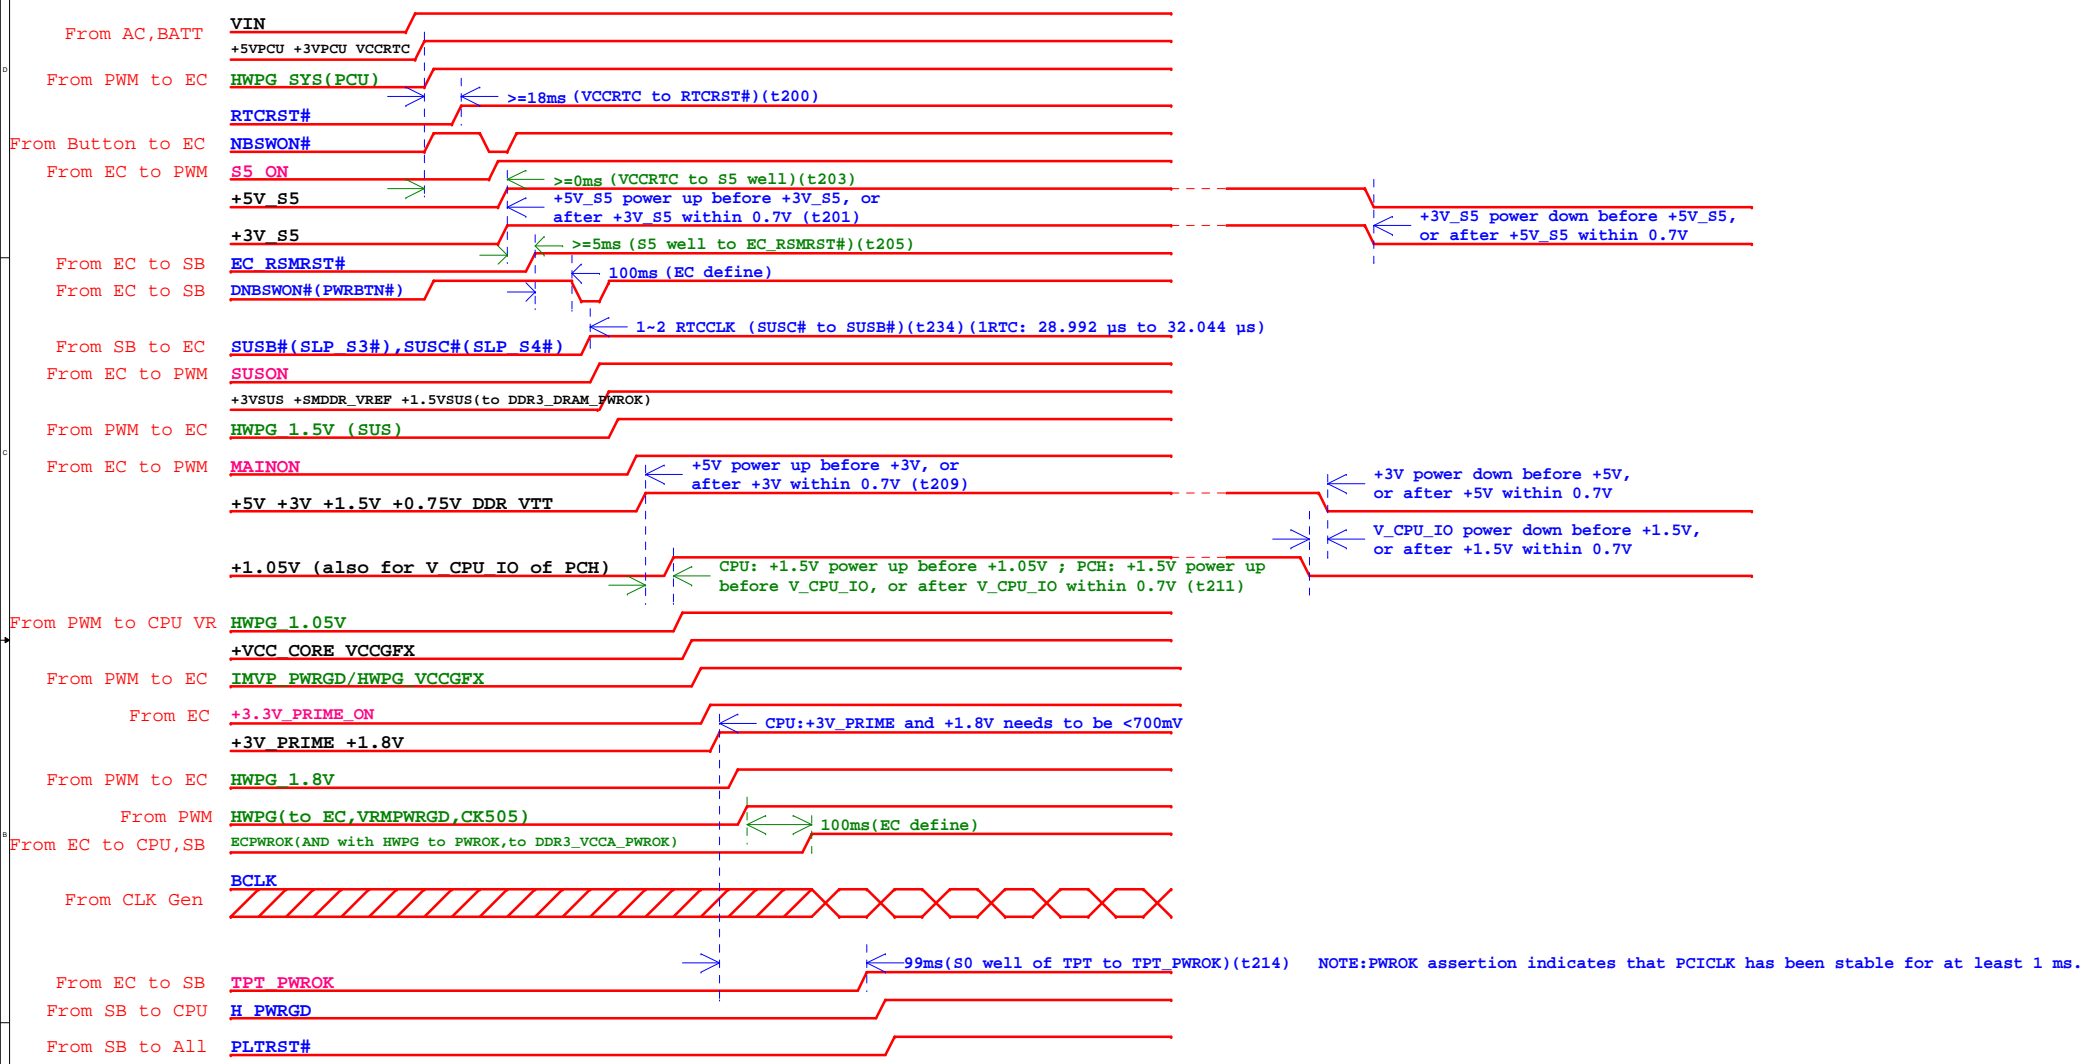 VIN
From AC,BATT
+5VPCU +3VPCU VCCRTC
D
From PWM to EC HWPG_SYS(PCU)
>=18ms (VCCRTC to RTCRST#)(t200)
RTCRST#
From Button to EC NBSWON#
From EC to PWM S5_ON
>=0ms (VCCRTC to S5 well)(t203)
+5V_S5
+5V_S5 power up before +3V_S5, or
after +3V_S5 within 0.7V (t201)
+3V_S5 power down before +5V_S5,
or after +5V_S5 within 0.7V
+3V_S5
>=5ms (S5 well to EC_RSMRST#)(t205)
From EC to SB EC_RSMRST#
100ms (EC define)
From EC to SB DNBSWON#(PWRBTN#)
1~2 RTCCLK (SUSC# to SUSB#)(t234)(1RTC: 28.992 µs to 32.044 µs)
From SB to EC SUSB#(SLP_S3#),SUSC#(SLP_S4#)
From EC to PWM SUSON
+3VSUS +SMDDR_VREF +1.5VSUS(to DDR3_DRAM_PWROK)
From PWM to EC HWPG_1.5V (SUS)
C
From EC to PWM MAINON
+5V power up before +3V, or
after +3V within 0.7V (t209)
+3V power down before +5V,
or after +5V within 0.7V
+5V +3V +1.5V +0.75V_DDR_VTT
V_CPU_IO power down before +1.5V,
or after +1.5V within 0.7V
+1.05V (also for V_CPU_IO of PCH)
CPU: +1.5V power up before +1.05V ; PCH: +1.5V power up
before V_CPU_IO, or after V_CPU_IO within 0.7V (t211)
From PWM to CPU VR HWPG_1.05V
+VCC_CORE VCCGFX
From PWM to EC IMVP_PWRGD/HWPG_VCCGFX
From EC +3.3V_PRIME_ON
CPU:+3V_PRIME and +1.8V needs to be <700mV
+3V_PRIME +1.8V
From PWM to EC HWPG_1.8V
From PWM HWPG(to EC,VRMPWRGD,CK505)
100ms(EC define)
B
From EC to CPU,SB ECPWROK(AND with HWPG to PWROK,to DDR3_VCCA_PWROK)
BCLK
From CLK Gen
99ms(S0 well of TPT to TPT_PWROK)(t214) NOTE:PWROK assertion indicates that PCICLK has been stable for at least 1 ms.
From EC to SB TPT_PWROK
From SB to CPU H_PWRGD
From SB to All PLTRST#